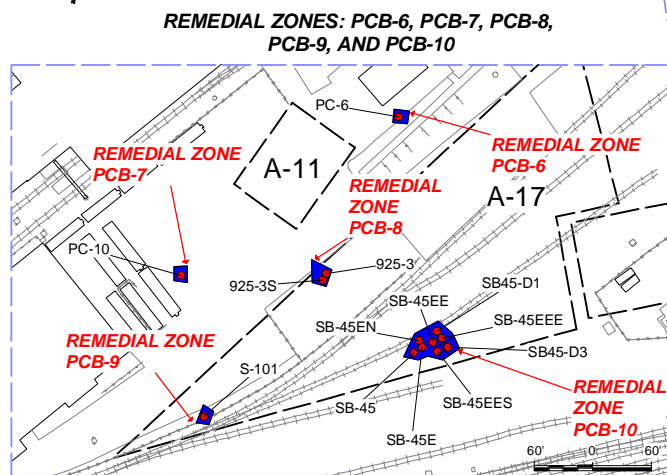 REMEDIAL ZONES: PCB-6, PCB-7, PCB-8,
PCB-9, AND PCB-10
PC-6
REMEDIAL ZONE
PCB-6
REMEDIAL ZONE
PCB-7
A-11
REMEDIAL
ZONE
PCB-8
A-17
PC-10
925-3
925-3S
SB45-D1
SB-45EE
SB-45EN
SB-45EEE
SB45-D3
REMEDIAL ZONE
PCB-9
S-101
SB-45
SB-45EES
SB-45E
REMEDIAL
ZONE
PCB-10
60' 0 60'